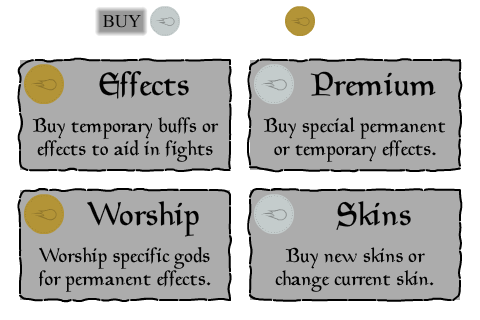 BUY
Effects
Buy temporary buffs or
effects to aid in fights
Premium
Buy special permanent
or temporary effects.
Worship
Worship specific gods
for permanent effects.
Skins
Buy new skins or
change current skin.